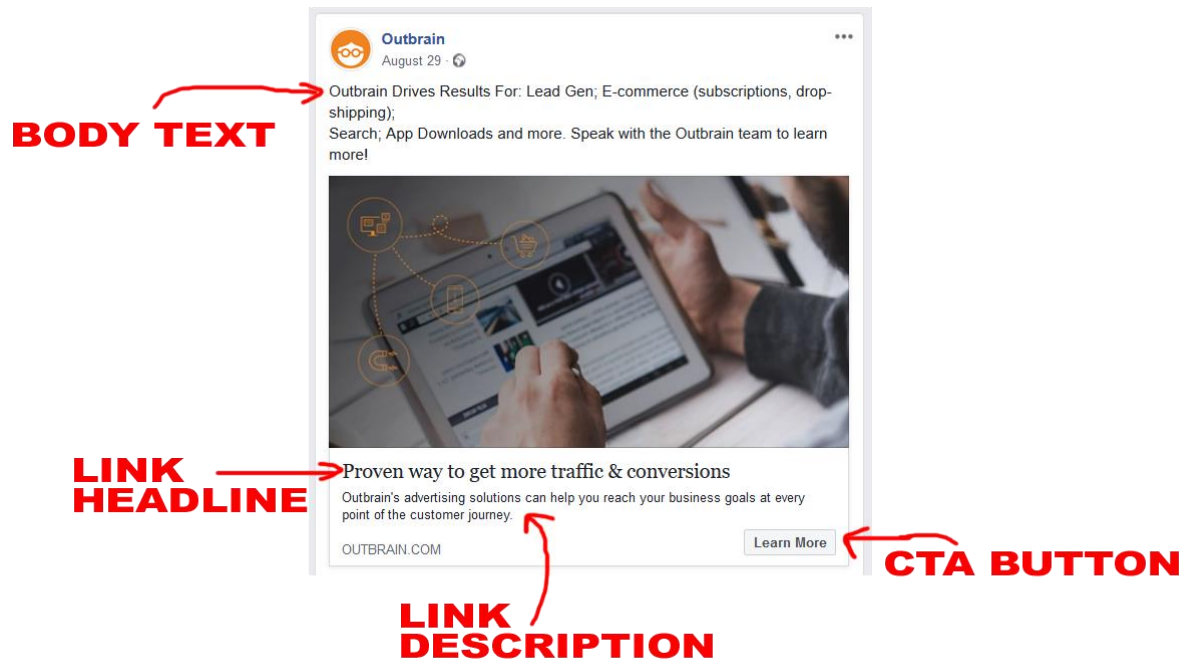 Outbrain
August 29
BODY TEXT
Outbrain Drives Results For: Lead Gen; E-commerce (subscriptions, drop-
shipping);
Search; App Downloads and more. Speak with the Outbrain team to learn
more!
LINK
HEADLINE
Proven way to get more traffic & conversions
Outbrain's advertising solutions can help you reach your business goals at every
point of the customer journey.
OUTBRAIN.COM
Learn More
CTA BUTTON
LINK
DESCRIPTION